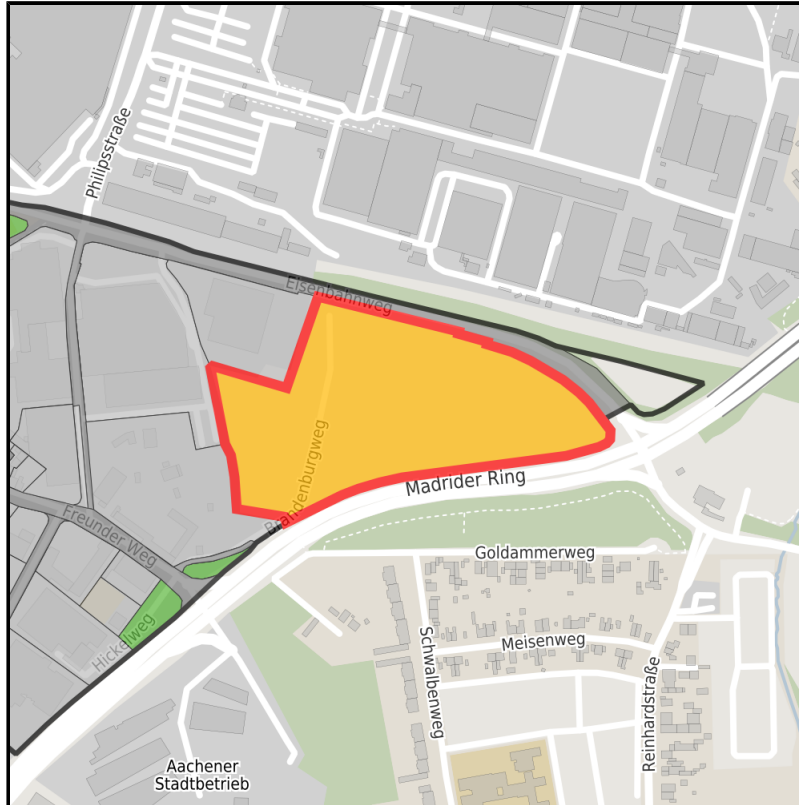 Philipsstraße
Eisenbahnweg
Brandenburgweg
Madrider Ring
Freunder Weg
Goldammerweg
Hickelweg
Schwalbenweg
Meisenweg
Reinhardstraße
Aachener
Stadtbetrieb